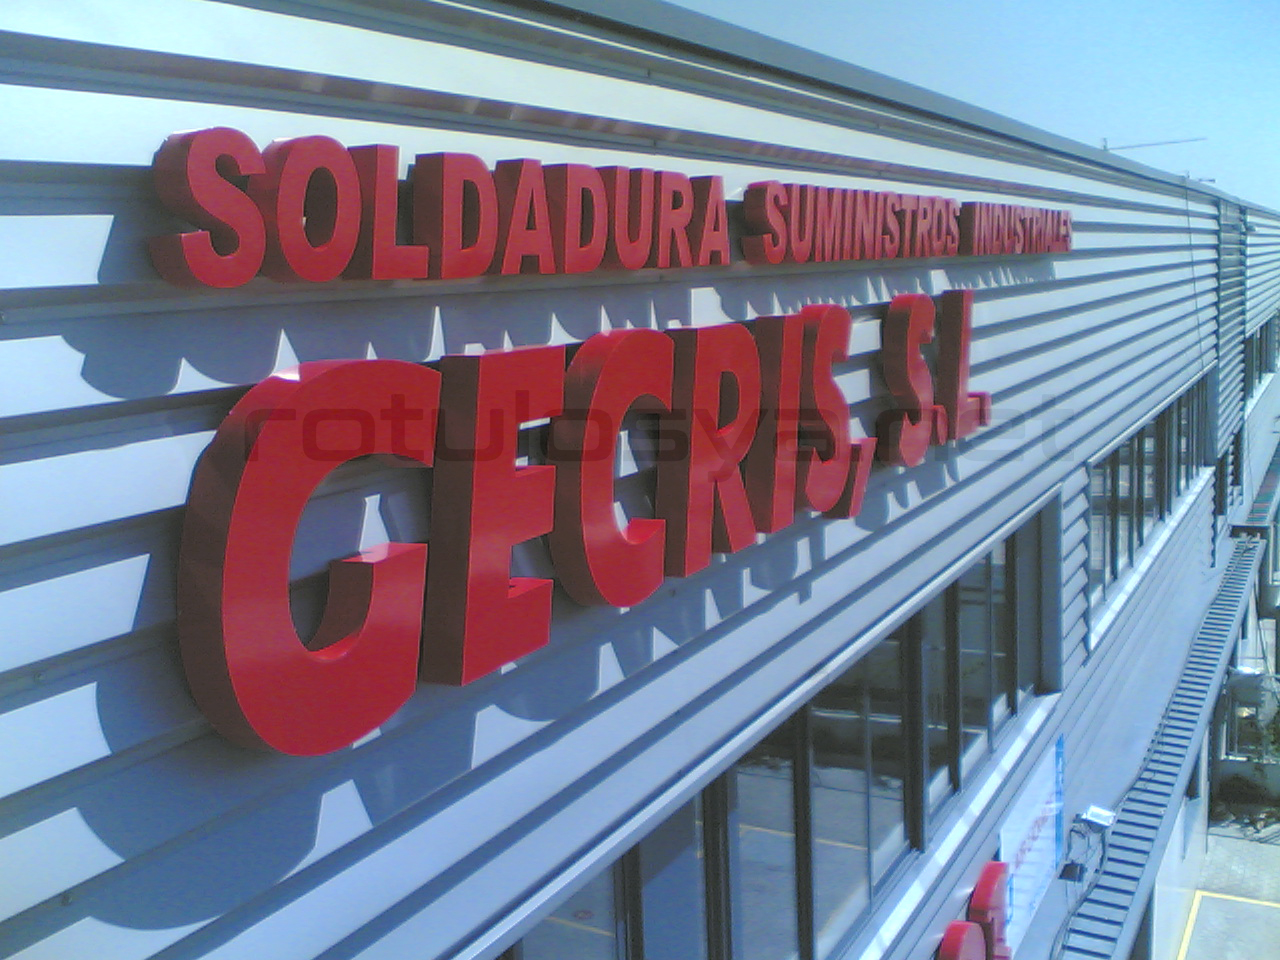 SOLDADURA SUMINISTROS INDUSTRIALES
GECRIS, S.L.
rotulosya.net